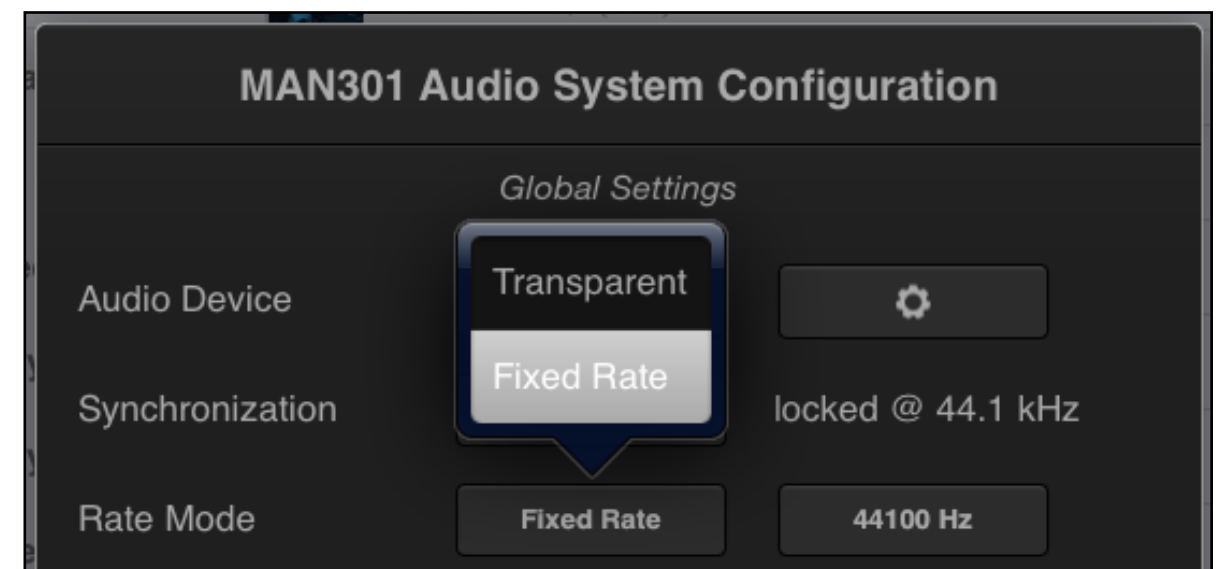 MAN301 Audio System Configuration
Global Settings
Transparent
Audio Device
Fixed Rate
Synchronization
locked @ 44.1 kHz
Rate Mode
Fixed Rate
44100 Hz